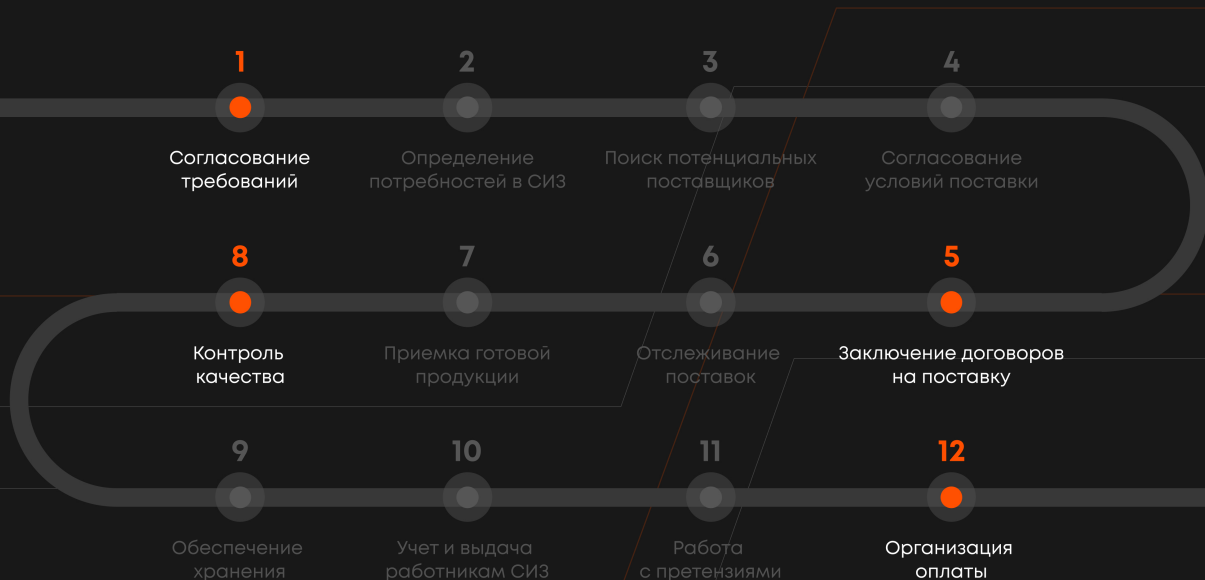 1
Согласование
требований
2
Определение
потребностей в СИЗ
3
Поиск потенциальных
поставщиков
4
Согласование
условий поставки
8
Контроль
качества
7
Приемка готовой
продукции
6
Отслеживание
поставок
5
Заключение договоров
на поставку
9
Обеспечение
хранения
10
Учет и выдача
работникам СИЗ
11
Работа
с претензиями
12
Организация
оплаты